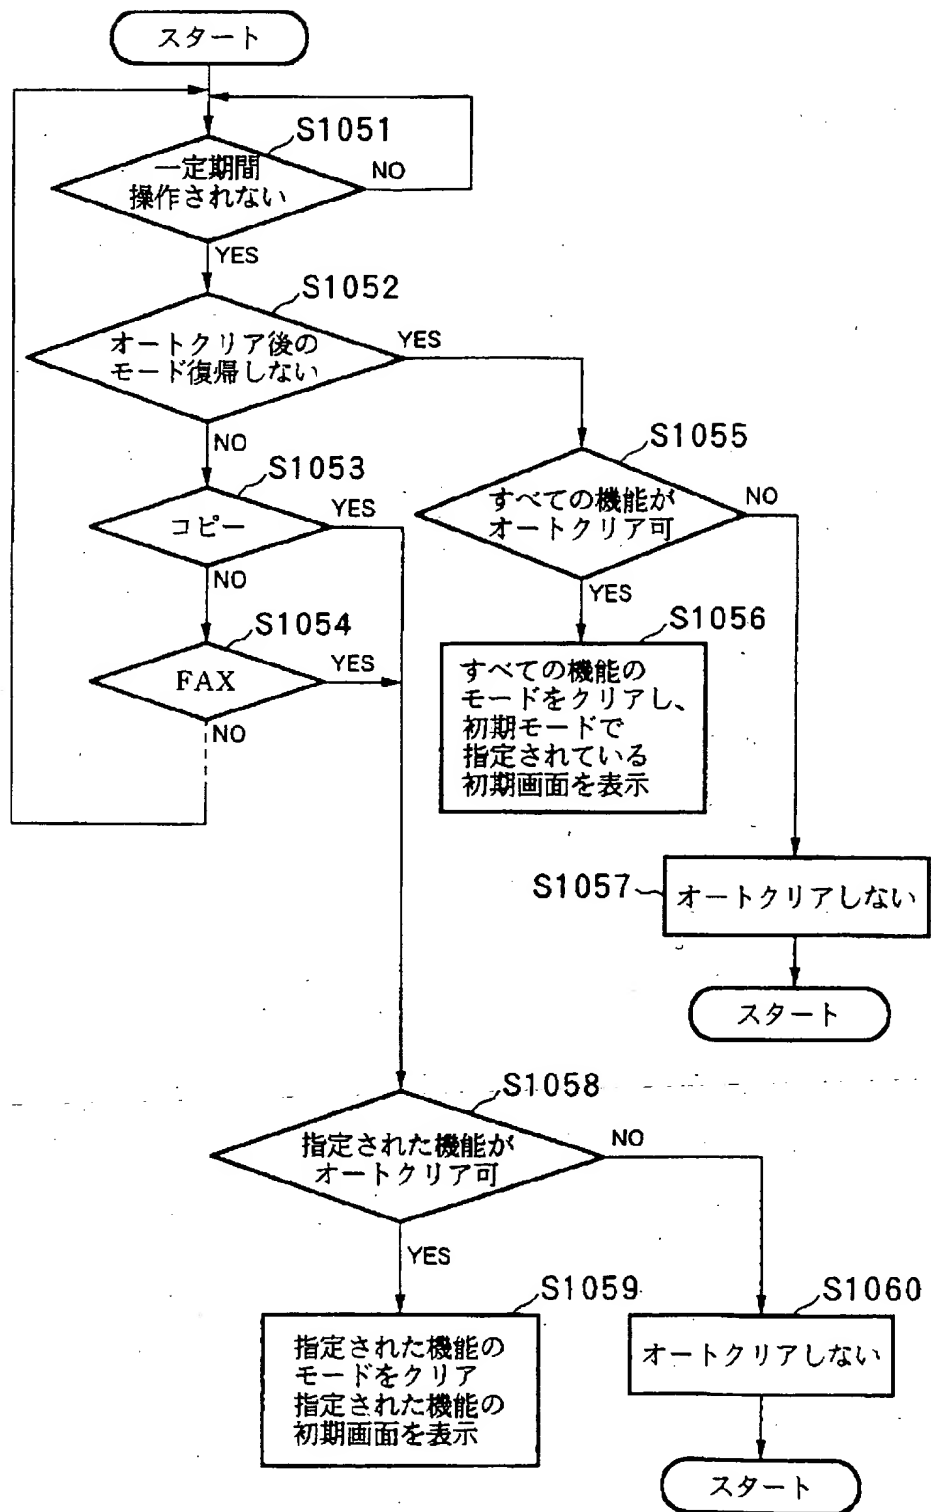 スタート
S1051
一定期間
操作されない
NO
YES
S1052
オートクリア後の
モード復帰しない
YES
NO
S1053
コピー
YES
NO
S1054
FAX
YES
NO
S1055
すべての機能が
オートクリア可
NO
YES
S1056
すべての機能の
モードをクリアし、
初期モードで
指定されている
初期画面を表示
S1057
オートクリアしない
スタート
S1058
指定された機能が
オートクリア可
NO
YES
S1059
指定された機能の
モードをクリア
指定された機能の
初期画面を表示
S1060
オートクリアしない
スタート